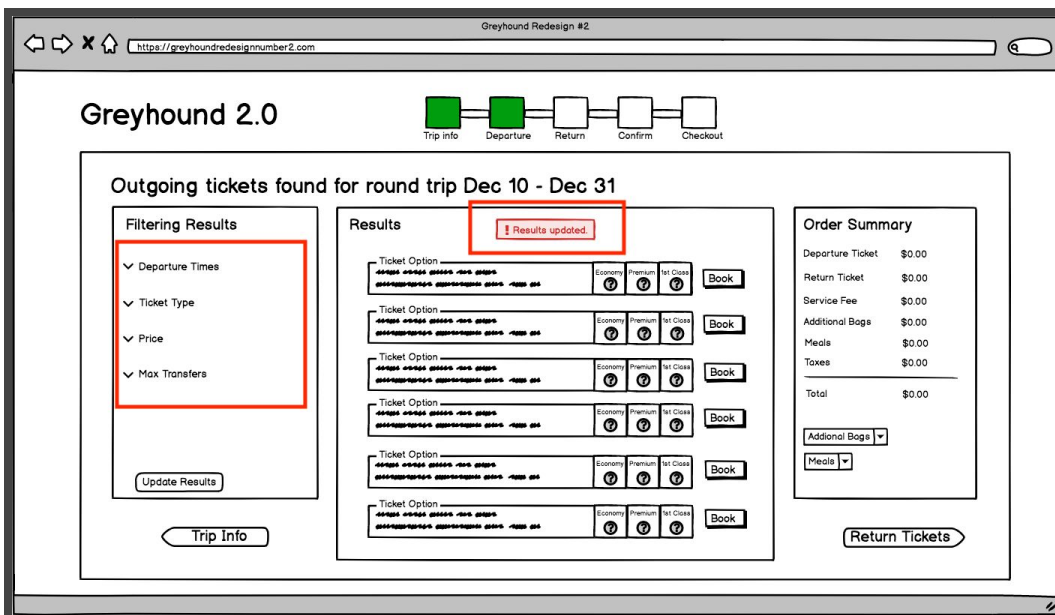 Greyhound Redesign #2
https://greyhoundredesignnumber2.com
Greyhound 2.0
Trip info Departure Return Confirm Checkout
Outgoing tickets found for round trip Dec 10 - Dec 31
Filtering Results
Departure Times
Ticket Type
Price
Max Transfers
Update Results
Trip Info
Results
! Results updated.
Ticket Option
Economy Premium 1st Class
? ? ?
Book
Ticket Option
Economy Premium 1st Class
? ? ?
Book
Ticket Option
Economy Premium 1st Class
? ? ?
Book
Ticket Option
Economy Premium 1st Class
? ? ?
Book
Ticket Option
Economy Premium 1st Class
? ? ?
Book
Ticket Option
Economy Premium 1st Class
? ? ?
Book
Order Summary
Departure Ticket $0.00
Return Ticket $0.00
Service Fee $0.00
Additional Bags $0.00
Meals $0.00
Taxes $0.00
Total $0.00
Addional Bags
Meals
Return Tickets